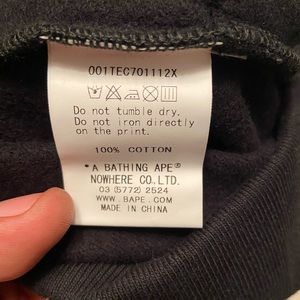 001TEC701112X
Do not tumble dry.
Do not iron directly
on the print.
100% COTTON
"A BATHING APE®
NOWHERE CO.LTD.
03 (5772) 2524
WWW.BAPE.COM
MADE IN CHINA